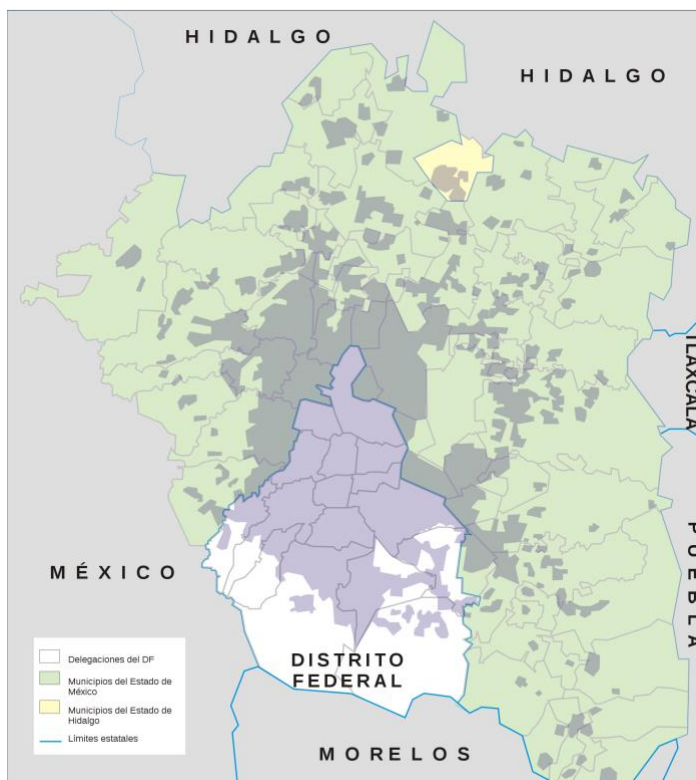 HIDALGO
HIDALGO
TLAXCALA
PUEBLA
MÉXICO
DISTRITO
FEDERAL
MORELOS
Delegaciones del DF
Municipios del Estado de
México
Municipios del Estado de
Hidalgo
Límites estatales